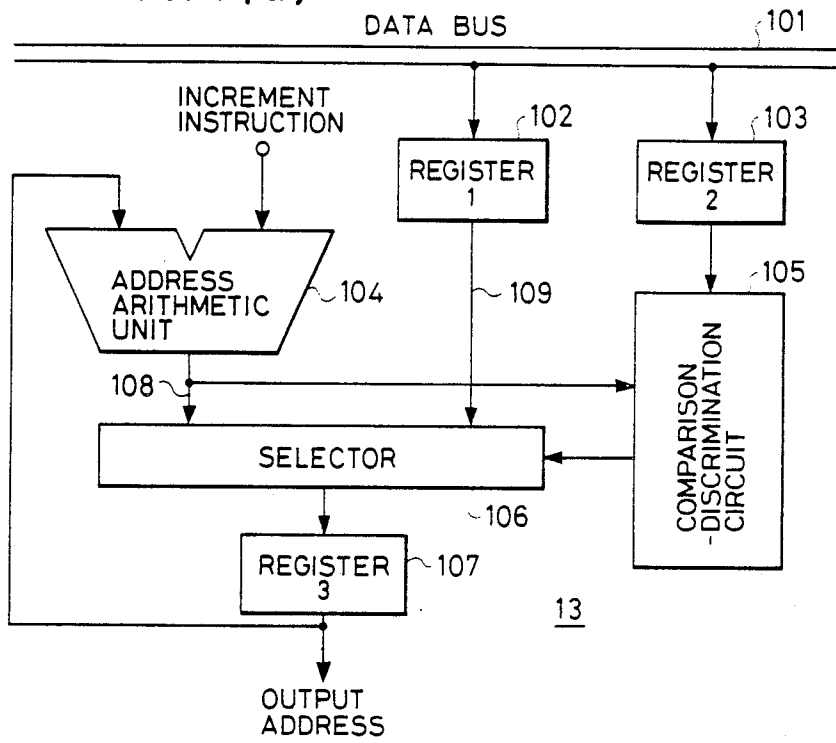 DATA BUS
101
INCREMENT
INSTRUCTION
102
103
REGISTER
1
REGISTER
2
ADDRESS
ARITHMETIC
UNIT
104
109
105
108
COMPARISON
-DISCRIMINATION
CIRCUIT
SELECTOR
106
REGISTER
3
107
13
OUTPUT
ADDRESS